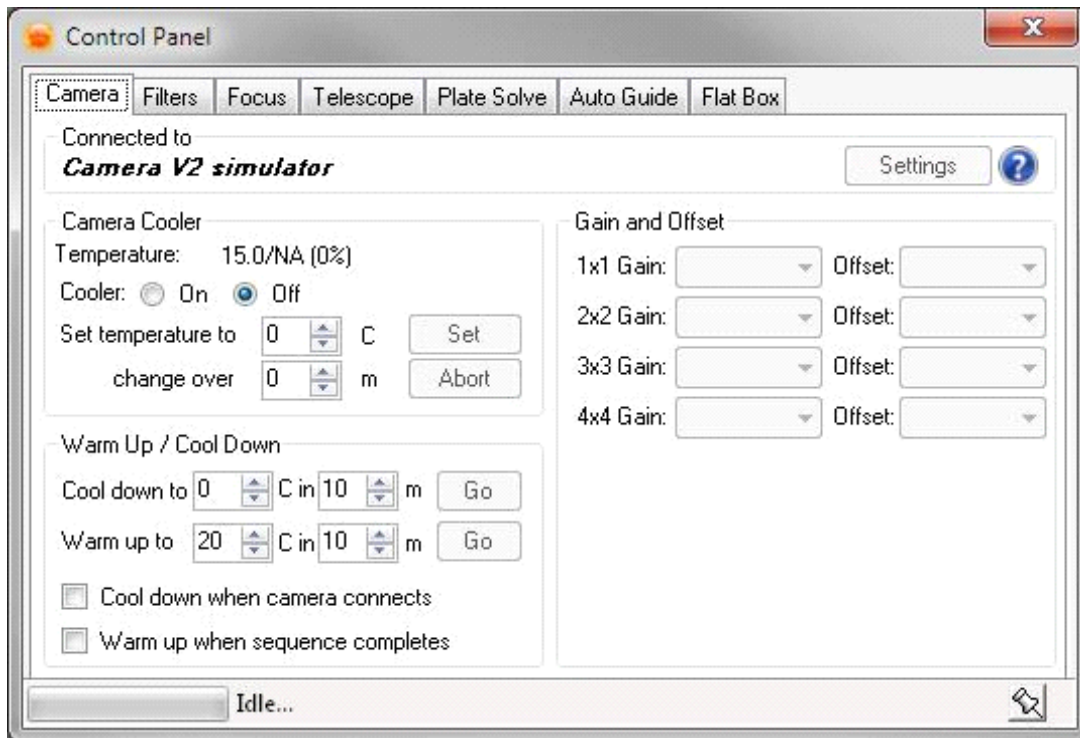 Control Panel
Camera Filters Focus Telescope Plate Solve Auto Guide Flat Box
Connected to
Camera V2 simulator
Settings ?
Camera Cooler
Temperature: 15.0/NA (0%)
Cooler: On Off
Set temperature to 0 C Set
change over 0 m Abort
Warm Up / Cool Down
Cool down to 0 C in 10 m Go
Warm up to 20 C in 10 m Go
Cool down when camera connects
Warm up when sequence completes
Gain and Offset
1x1 Gain: Offset:
2x2 Gain: Offset:
3x3 Gain: Offset:
4x4 Gain: Offset:
Idle...